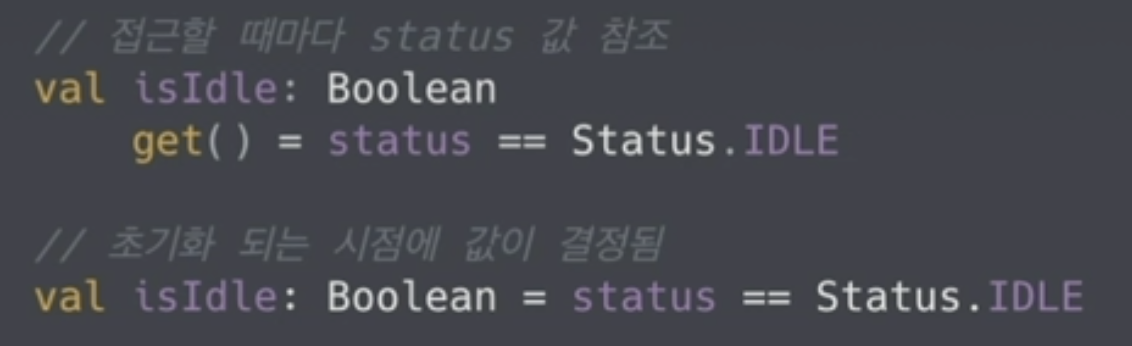 // 접근할 때마다 status 값 참조
val isIdle: Boolean
    get() = status == Status.IDLE

// 초기화 되는 시점에 값이 결정됨
val isIdle: Boolean = status == Status.IDLE